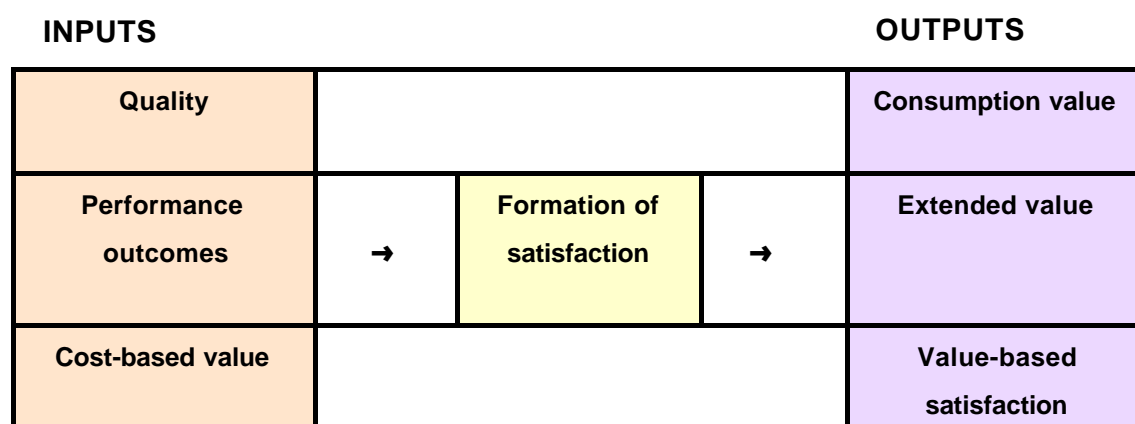 INPUTS OUTPUTS
Quality Consumption value
Performance Formation of Extended value
outcomes → satisfaction →
Cost-based value Value-based
satisfaction